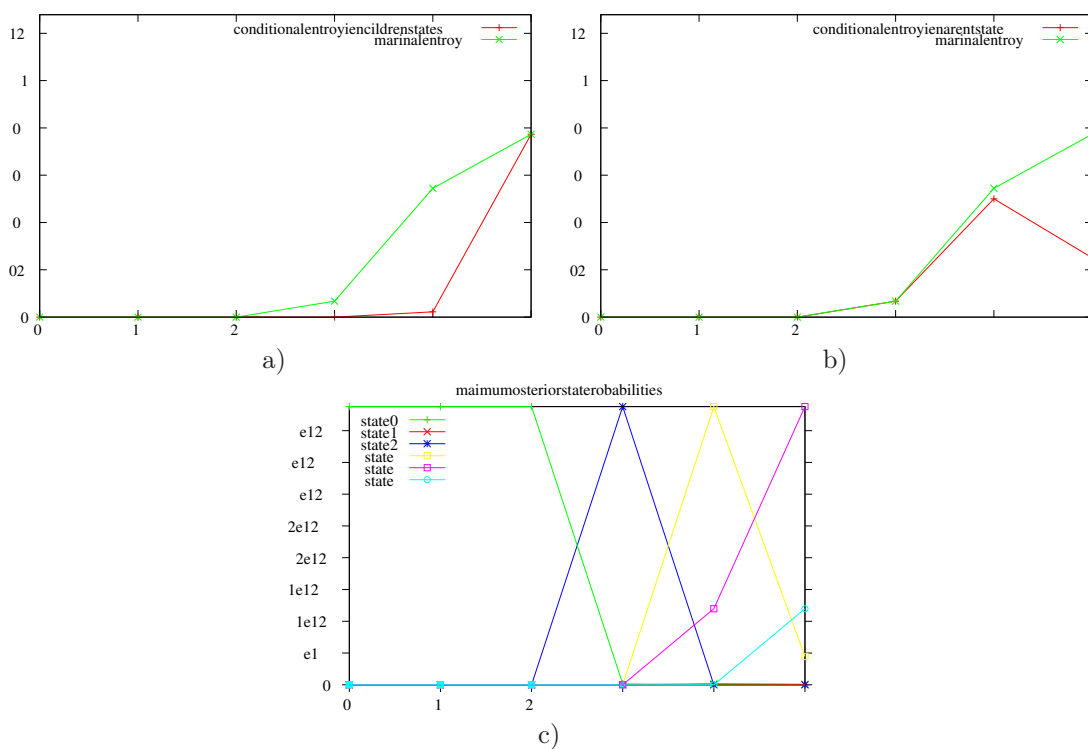 conditionalentroyiencildrenstates
marinalentroy
12
1
0
0
0
02
0
0 1 2
a)
conditionalentroyienarentstate
marinalentroy
12
1
0
0
0
02
0
0 1 2
b)
maimumosteriorstaterobabilities
state0
state1
state2
state
state
state
e12
e12
e12
2e12
2e12
1e12
1e12
e1
0
0 1 2
c)